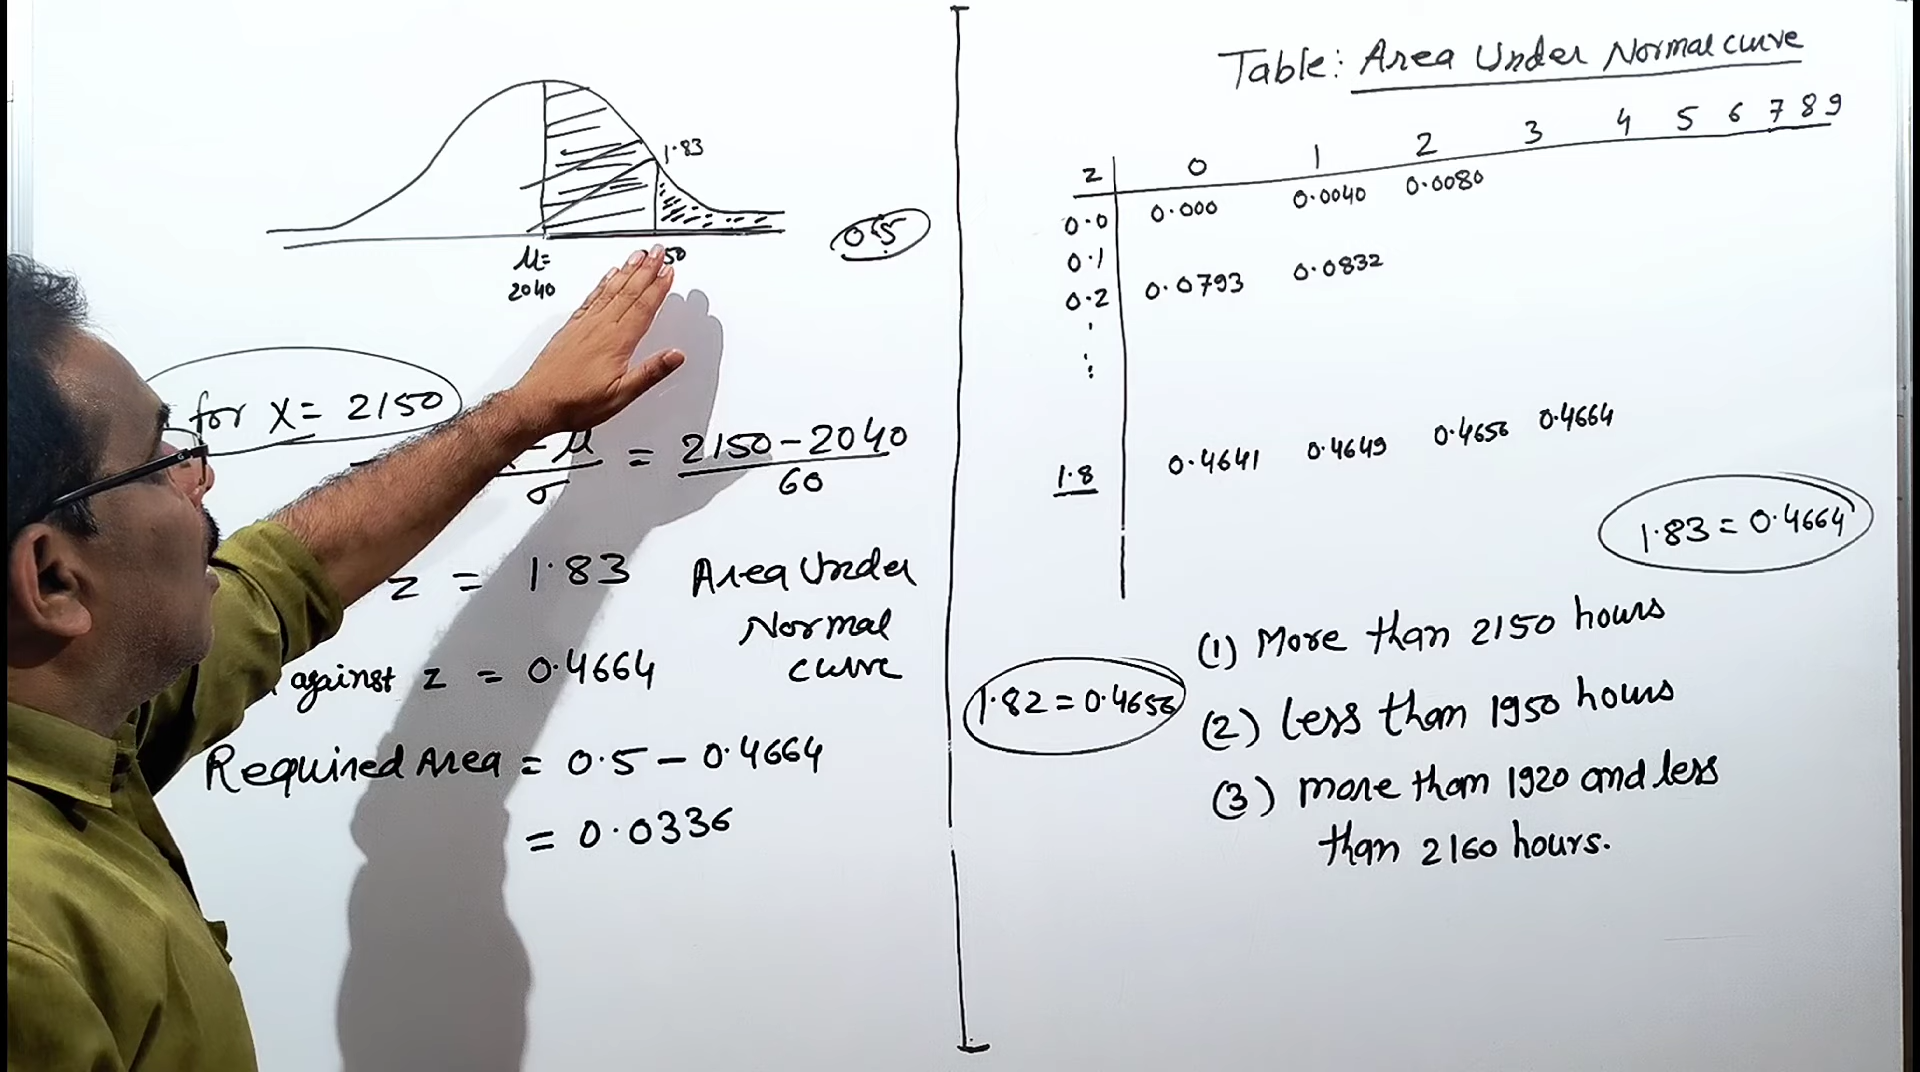 1.83
μ=
2040
50
0.5
for X= 2150
- μ
σ
=
2150-2040
60
z = 1.83
Area Under
Normal
curve
against z = 0.4664
Required Area = 0.5 - 0.4664
= 0.0336
Table: Area Under Normal curve
z 0 1 2 3 4 5 6 7 8 9
0.0 0.000 0.0040 0.0080
0.1
0.2 0.0793 0.0832
1.8 0.4641 0.4649 0.4656 0.4664
1.83 = 0.4664
1.82 = 0.4656
(1) More than 2150 hours
(2) less than 1950 hours
(3) more than 1920 and less
than 2160 hours.